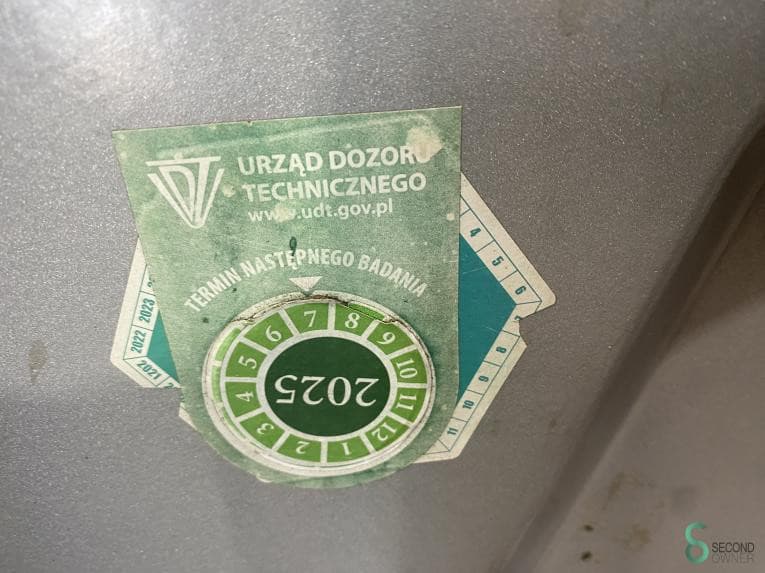 UDT
URZĄD DOZORU
TECHNICZNEGO
www.udt.gov.pl
TERMIN NASTĘPNEGO BADANIA
1 2 3 4 5 6 7 8 9 10 11 12
2025
2021 2022 2023
4 5 6
8 9 10 11
SECOND
OWNER